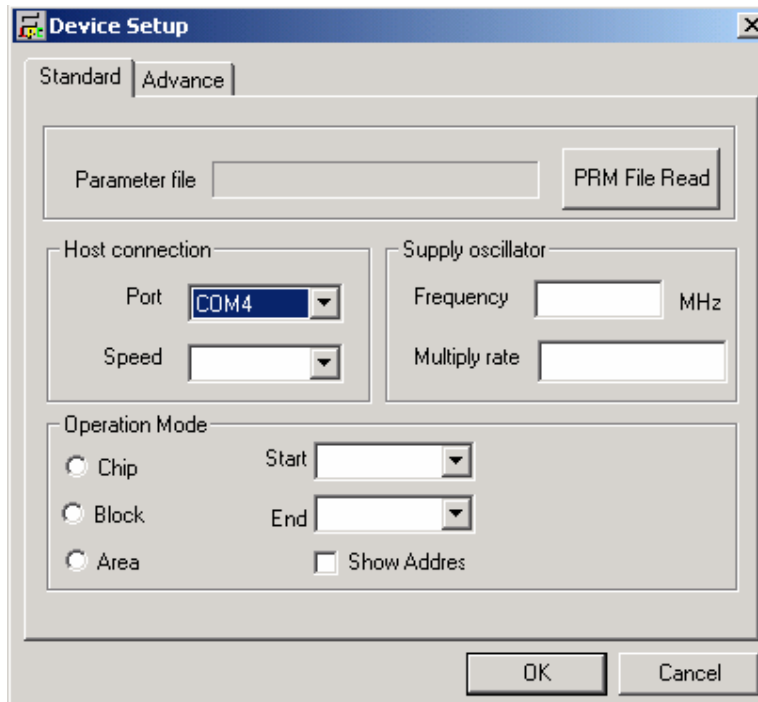 Device Setup
Standard
Advance
Parameter file
PRM File Read
Host connection
Port
COM4
Speed
Supply oscillator
Frequency
MHz
Multiply rate
Operation Mode
Chip
Block
Area
Start
End
Show Addres
OK
Cancel